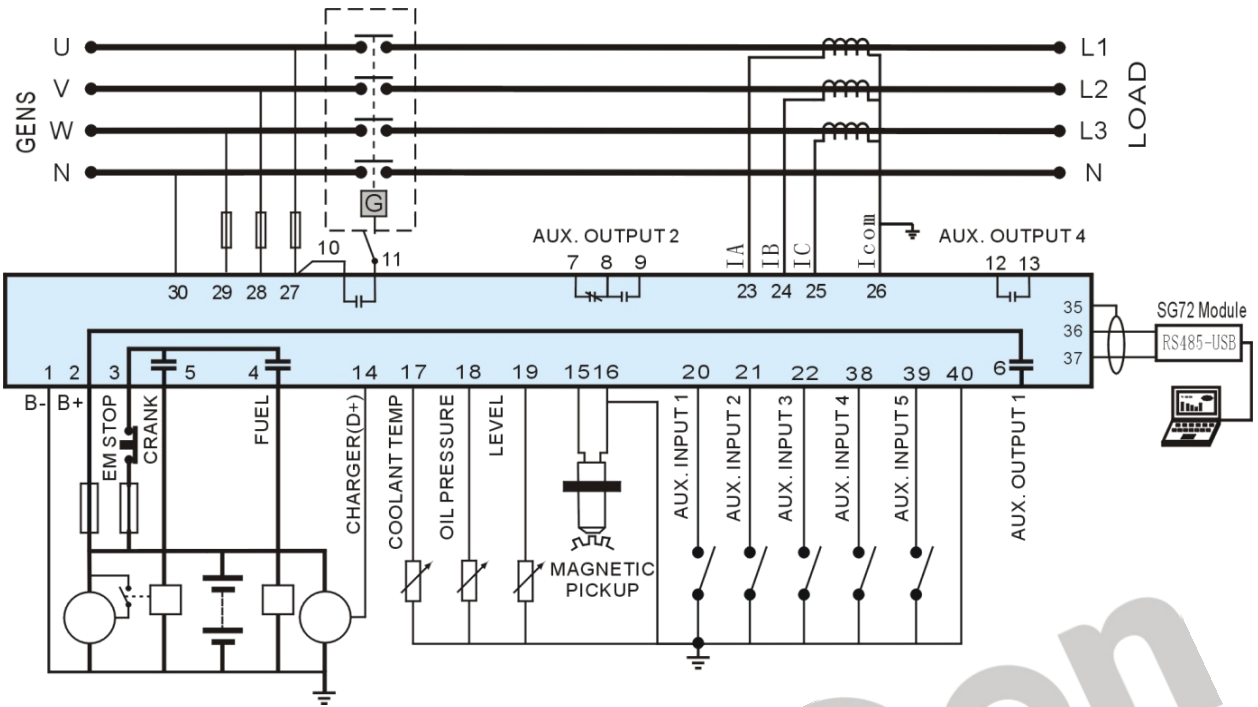 U
V
W
N
GENS
L1
L2
L3
N
LOAD
G
10
11
AUX. OUTPUT 2
7 8 9
IA
IB
IC
Icom
AUX. OUTPUT 4
12 13
30 29 28 27
23 24 25 26
35
36
37
SG72 Module
RS485-USB
1 2 3 5 4 14 17 18 19 15 16 20 21 22 38 39 40 6
B- B+
EM STOP
CRANK
FUEL
CHARGER(D+)
COOLANT TEMP
OIL PRESSURE
LEVEL
MAGNETIC
PICKUP
AUX. INPUT 1
AUX. INPUT 2
AUX. INPUT 3
AUX. INPUT 4
AUX. INPUT 5
AUX. OUTPUT 1